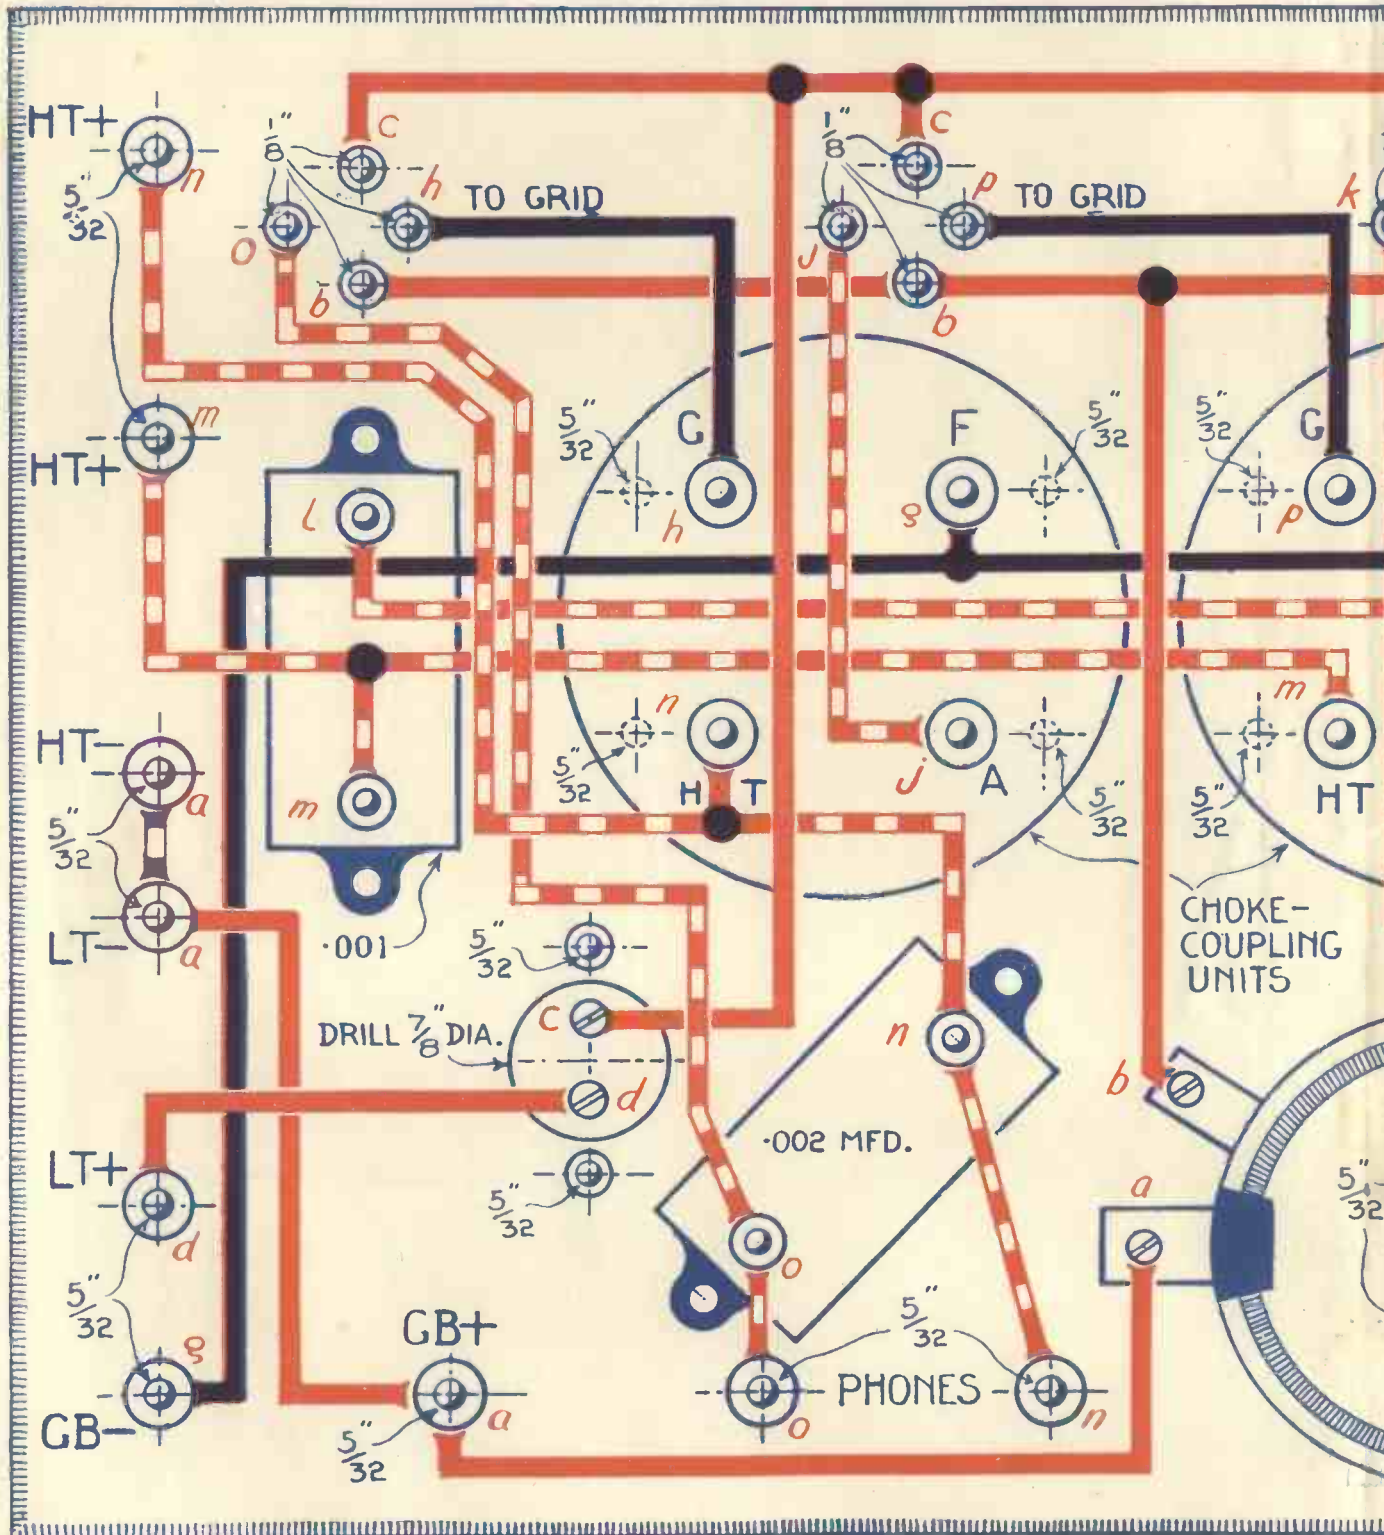 HT+
n
1/8"
c
h
TO GRID
1/8"
c
p
TO GRID
k
5/32"
o
b
j
b
m
HT+
5/32"
G
F
5/32"
5/32"
G
l
h
g
p
n
m
HT-
a
5/32"
m
5/32"
H T
j
A
5/32"
5/32"
HT
5/32"
LT-
a
.001
5/32"
CHOKE-
COUPLING
UNITS
DRILL 7/8" DIA.
c
n
d
b
.002 MFD.
LT+
d
5/32"
a
5/32"
o
5/32"
g
GB+
5/32"
GB-
a
5/32"
PHONES
o
n